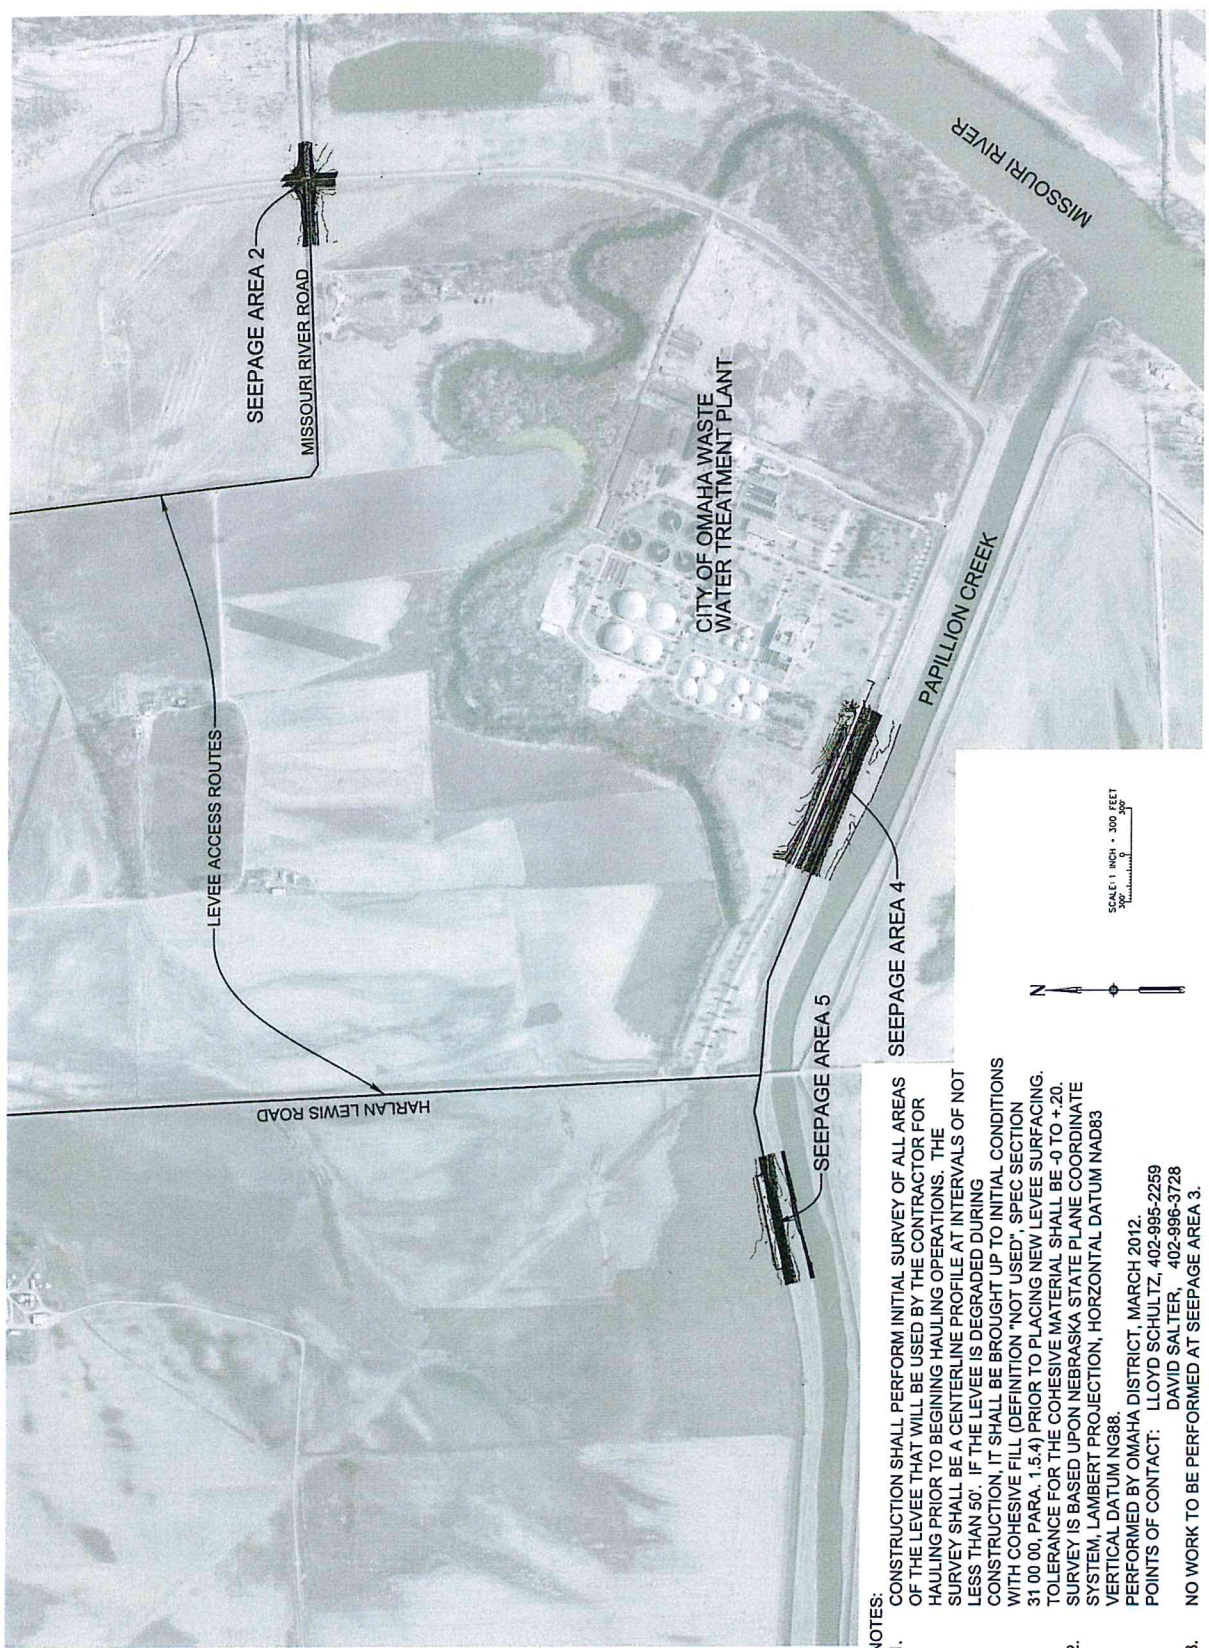 SEEPAGE AREA 2
MISSOURI RIVER ROAD
MISSOURI RIVER
LEVEE ACCESS ROUTES
CITY OF OMAHA WASTE
WATER TREATMENT PLANT
HARLAN LEWIS ROAD
PAPILLION CREEK
SEEPAGE AREA 5
SEEPAGE AREA 4
N
SCALE: 1 INCH = 300 FEET
300' 0 300'
NOTES:
1. CONSTRUCTION SHALL PERFORM INITIAL SURVEY OF ALL AREAS
OF THE LEVEE THAT WILL BE USED BY THE CONTRACTOR FOR
HAULING PRIOR TO BEGINING HAULING OPERATIONS. THE
SURVEY SHALL BE A CENTERLINE PROFILE AT INTERVALS OF NOT
LESS THAN 50'. IF THE LEVEE IS DEGRADED DURING
CONSTRUCTION, IT SHALL BE BROUGHT UP TO INITIAL CONDITIONS
WITH COHESIVE FILL (DEFINITION "NOT USED", SPEC SECTION
31 00 00, PARA. 1.5.4) PRIOR TO PLACING NEW LEVEE SURFACING.
TOLERANCE FOR THE COHESIVE MATERIAL SHALL BE -0 TO +.20.
2. SURVEY IS BASED UPON NEBRASKA STATE PLANE COORDINATE
SYSTEM, LAMBERT PROJECTION, HORZONTAL DATUM NAD83
VERTICAL DATUM NG88.
PERFORMED BY OMAHA DISTRICT, MARCH 2012.
POINTS OF CONTACT: LLOYD SCHULTZ, 402-995-2259
DAVID SALTER, 402-996-3728
3. NO WORK TO BE PERFORMED AT SEEPAGE AREA 3.